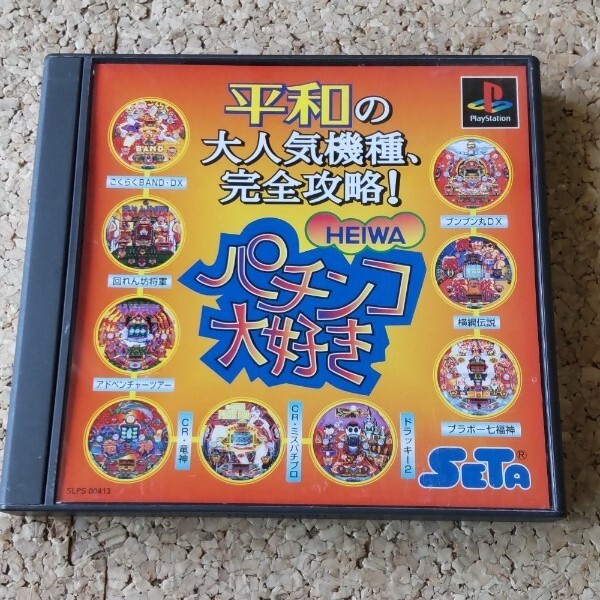 平和の
大人気機種、
完全攻略!
PlayStation
HEIWA
パチンコ
大好き
BAND
ごくらくBAND・DX
回れん坊将軍
アドベンチャーツアー
CR・竜神
CR・ミスパチプロ
ドラッキー2
ブンブン丸DX
横綱伝説
ブラボー七福神
SETA®
SLPS 00413